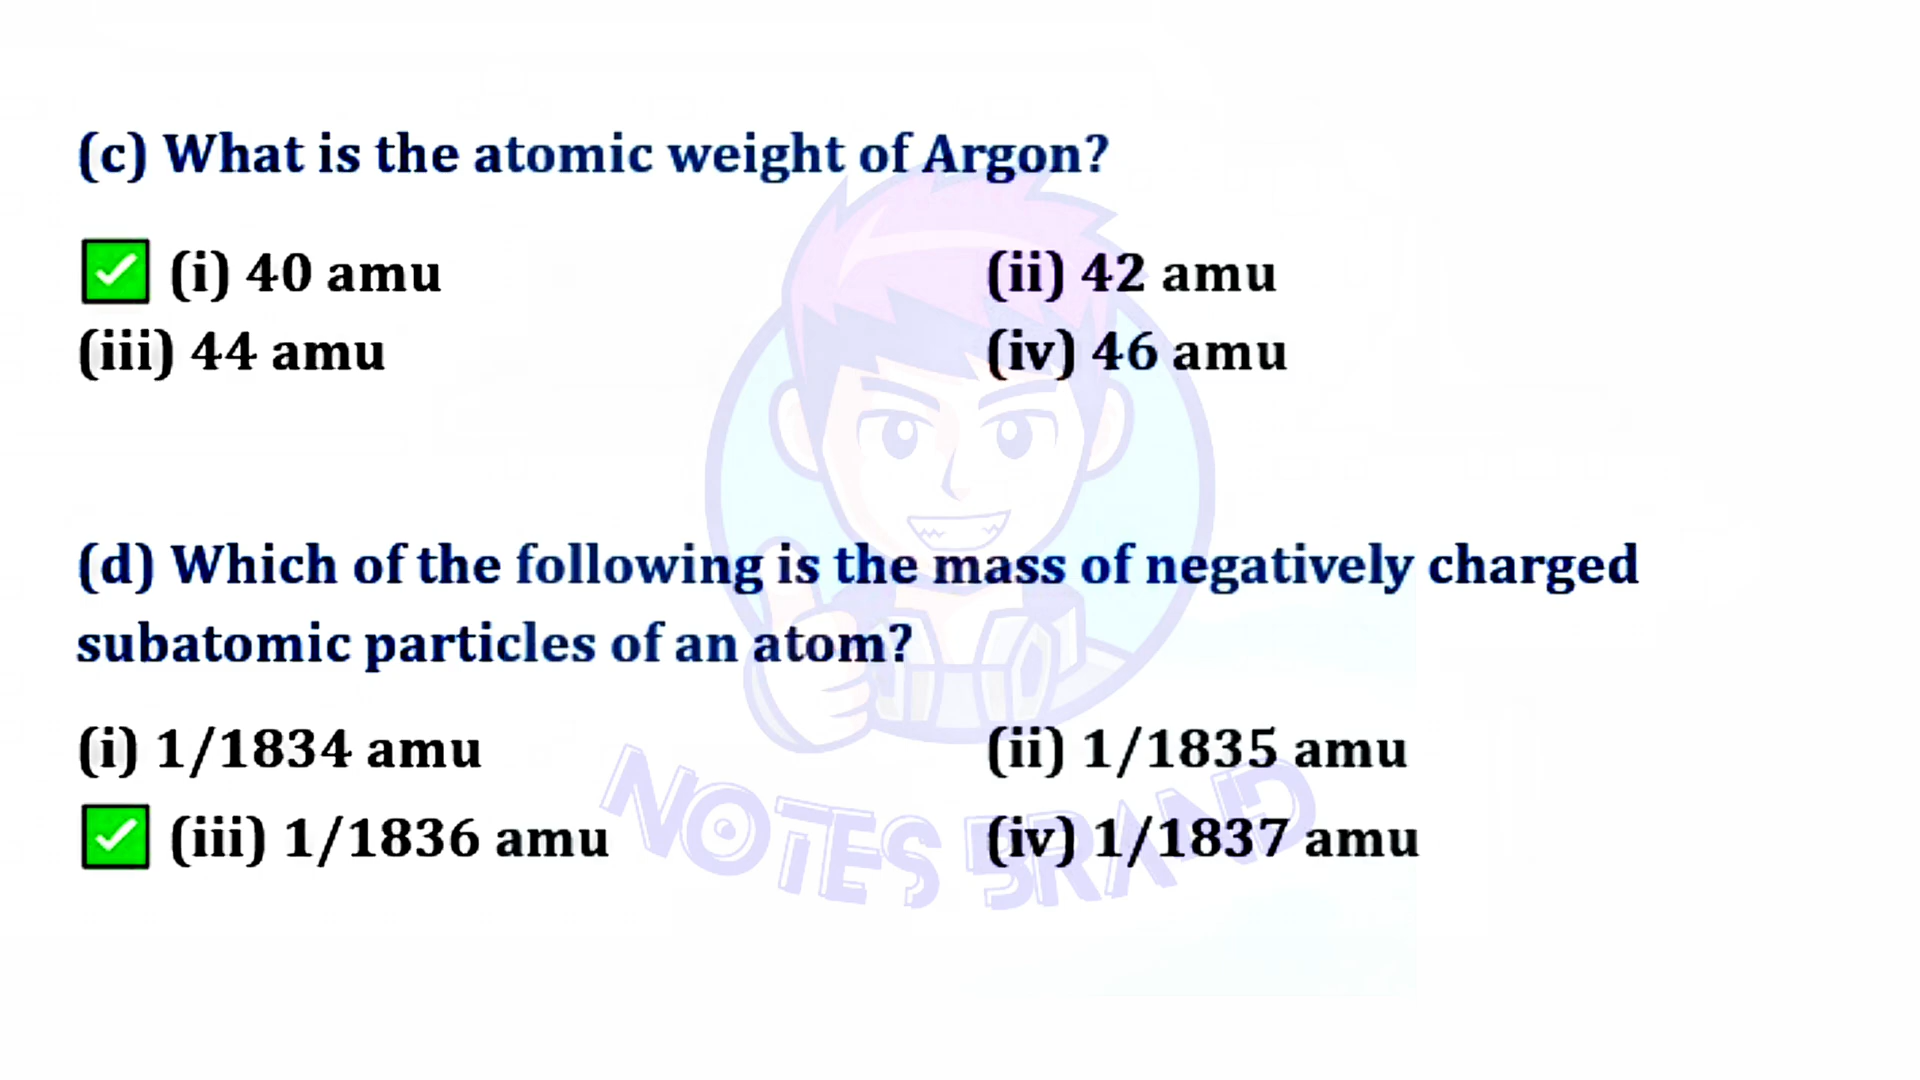 (c) What is the atomic weight of Argon?
(i) 40 amu (ii) 42 amu
(iii) 44 amu (iv) 46 amu
(d) Which of the following is the mass of negatively charged
subatomic particles of an atom?
(i) 1/1834 amu (ii) 1/1835 amu
(iii) 1/1836 amu (iv) 1/1837 amu
NOTES BRAND